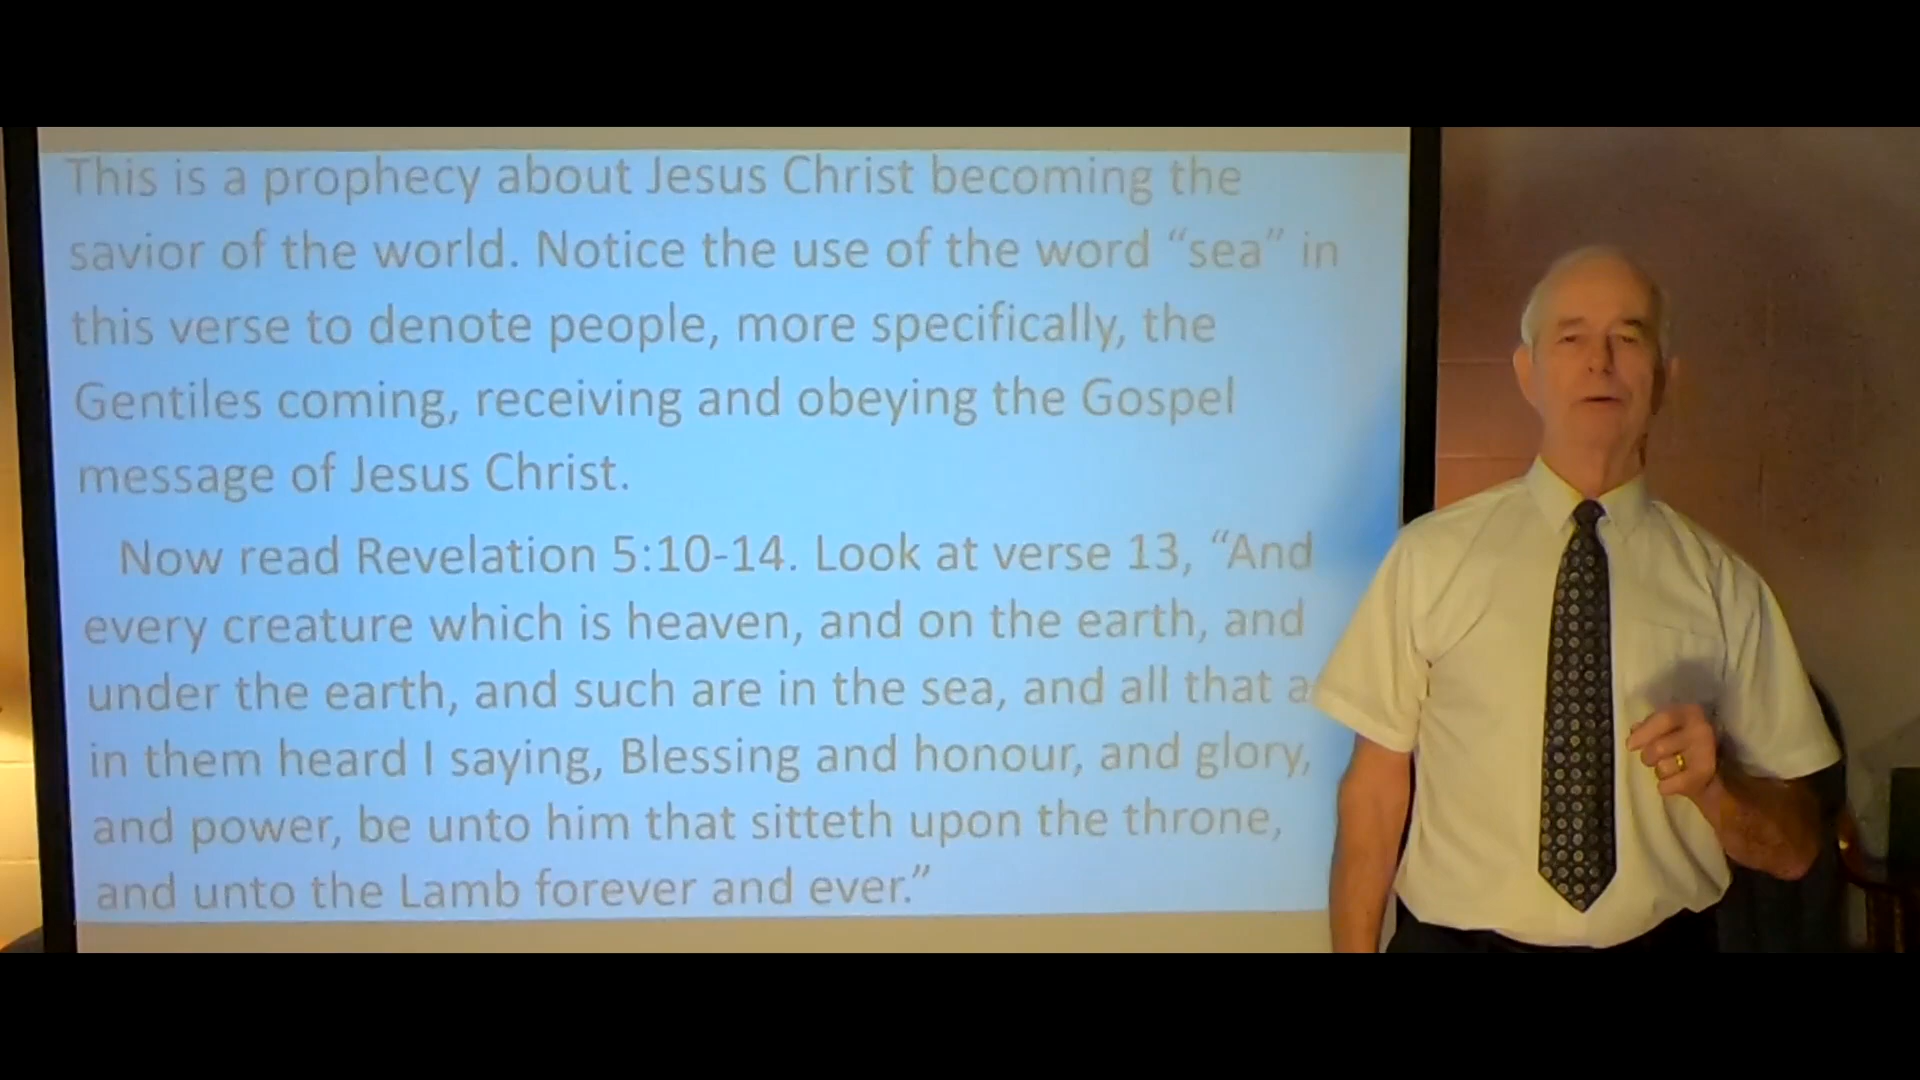 This is a prophecy about Jesus Christ becoming the
savior of the world. Notice the use of the word “sea” in
this verse to denote people, more specifically, the
Gentiles coming, receiving and obeying the Gospel
message of Jesus Christ.
Now read Revelation 5:10-14. Look at verse 13, “And
every creature which is heaven, and on the earth, and
under the earth, and such are in the sea, and all that a
in them heard I saying, Blessing and honour, and glory,
and power, be unto him that sitteth upon the throne,
and unto the Lamb forever and ever.”